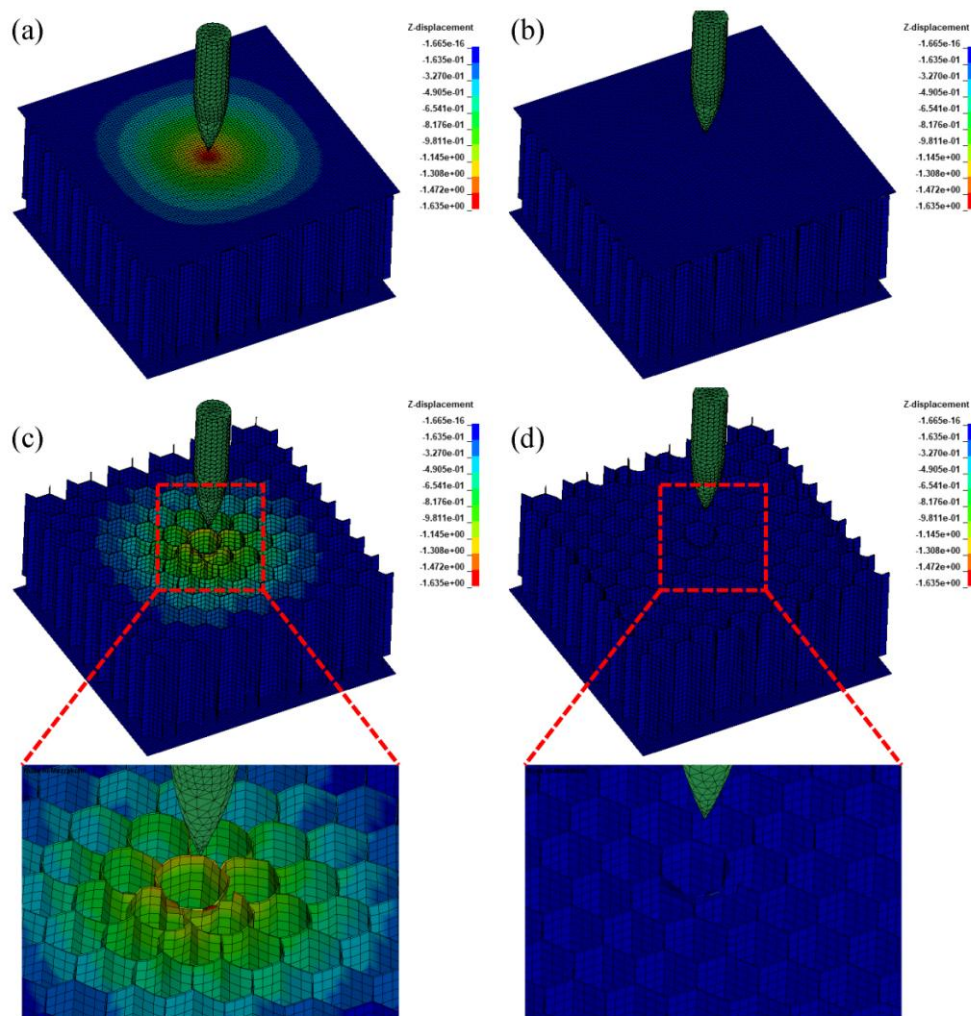 (a)
Z-displacement
-1.665e-16
-1.635e-01
-3.270e-01
-4.905e-01
-6.541e-01
-8.176e-01
-9.811e-01
-1.145e+00
-1.308e+00
-1.472e+00
-1.635e+00
(b)
Z-displacement
-1.665e-16
-1.635e-01
-3.270e-01
-4.905e-01
-6.541e-01
-8.176e-01
-9.811e-01
-1.145e+00
-1.308e+00
-1.472e+00
-1.635e+00
(c)
Z-displacement
-1.665e-16
-1.635e-01
-3.270e-01
-4.905e-01
-6.541e-01
-8.176e-01
-9.811e-01
-1.145e+00
-1.308e+00
-1.472e+00
-1.635e+00
(d)
Z-displacement
-1.665e-16
-1.635e-01
-3.270e-01
-4.905e-01
-6.541e-01
-8.176e-01
-9.811e-01
-1.145e+00
-1.308e+00
-1.472e+00
-1.635e+00